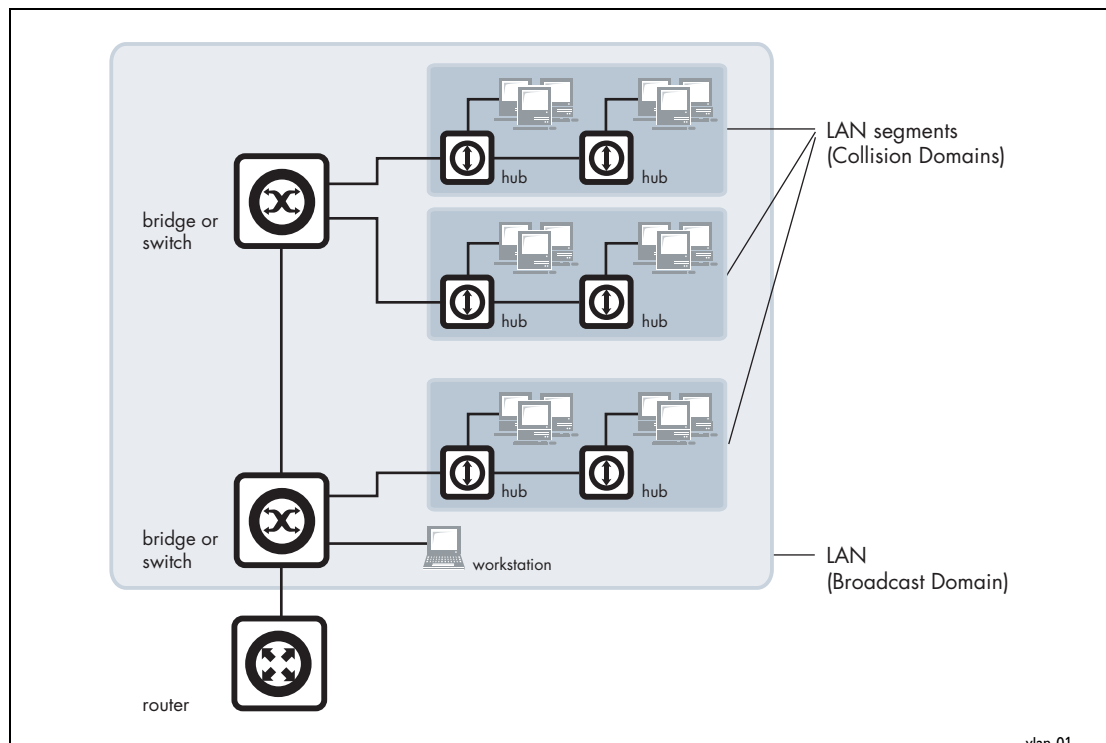 hub
hub
LAN segments
(Collision Domains)
bridge or
switch
hub
hub
hub
hub
bridge or
switch
workstation
LAN
(Broadcast Domain)
router